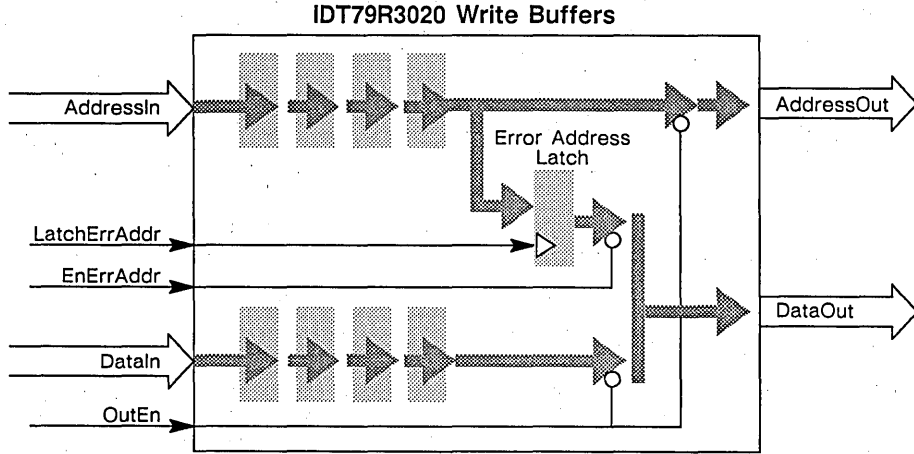 IDT79R3020 Write Buffers
AddressIn
AddressOut
Error Address
Latch
LatchErrAddr
EnErrAddr
DataOut
DataIn
OutEn